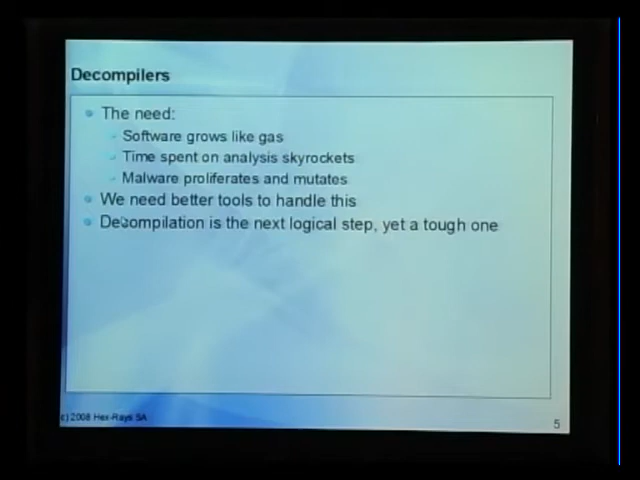 Decompilers
The need:
Software grows like gas
Time spent on analysis skyrockets
Malware proliferates and mutates
We need better tools to handle this
Decompilation is the next logical step, yet a tough one
c) 2008 Hex-Rays SA
5